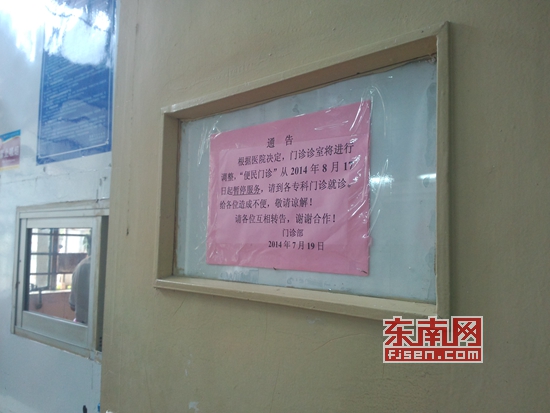 通 告
根据医院决定，门诊诊室将进行
调整，“便民门诊”从 2014 年 8 月 17
日起暂停服务，请到各专科门诊就诊。
给各位造成不便，敬请谅解！
请各位互相转告，谢谢合作！
门诊部
2014 年 7 月 19 日
东南网
fjsen.com